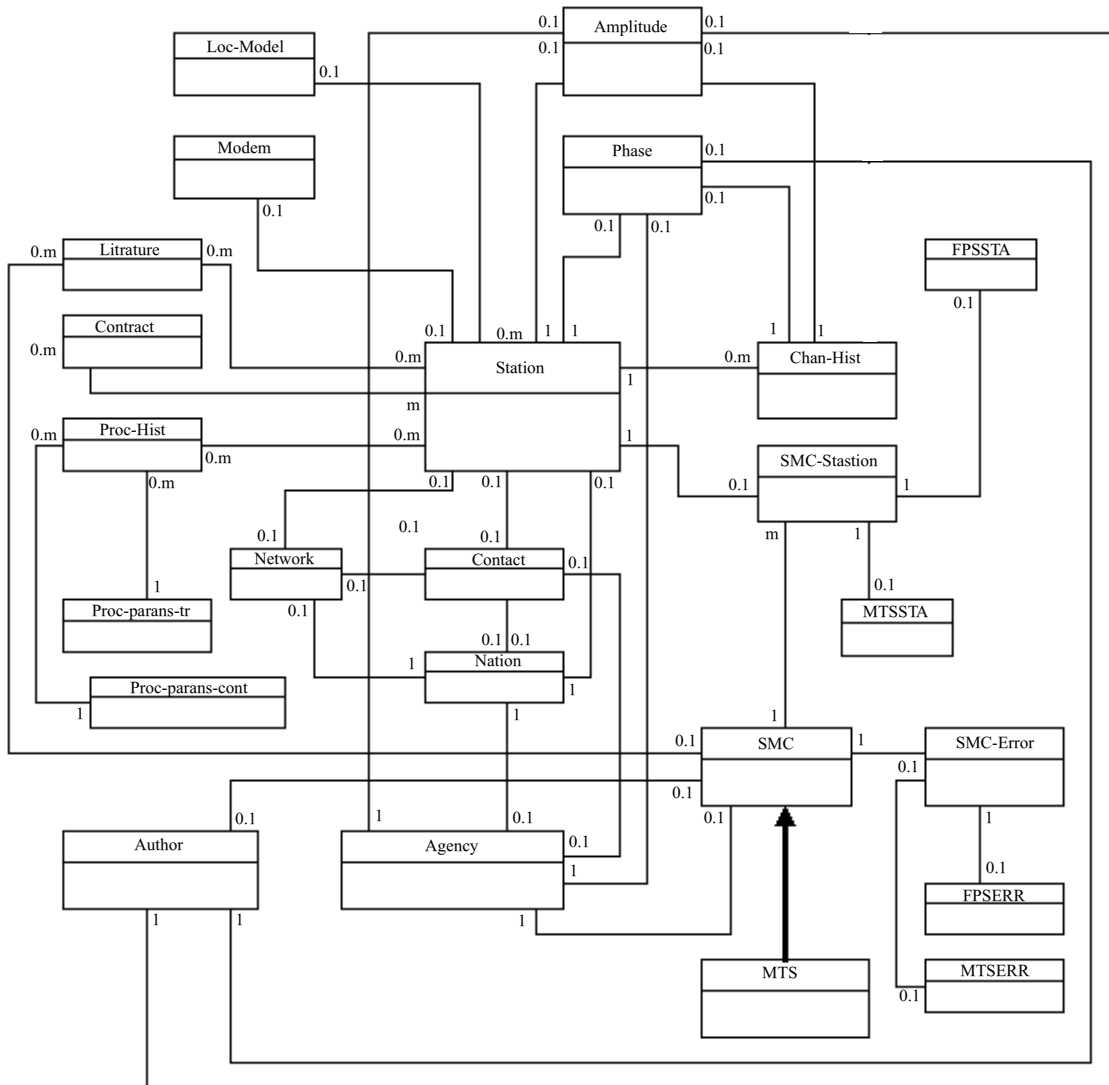 0.1
Amplitude
0.1
Loc-Model
0.1
0.1
0.1
Modem
Phase
0.1
0.1
0.1
0.1
0.1
0.m
Litrature
0.m
FPSSTA
0.1
Contract
0.m
0.1
0.m
1
1
1
1
0.m
Station
0.m
Chan-Hist
1
m
0.m
Proc-Hist
0.m
0.m
1
SMC-Stastion
0.m
0.1
0.1
0.1
0.1
1
0.1
0.1
0.1
m
1
Network
Contact
0.1
0.1
1
0.1
0.1
Proc-parans-tr
MTSSTA
0.1
0.1
1
Nation
Proc-parans-cont
1
1
1
1
0.1
SMC
1
SMC-Error
0.1
0.1
0.1
1
0.1
0.1
1
Author
Agency
0.1
1
0.1
FPSERR
1
1
1
MTS
MTSERR
0.1